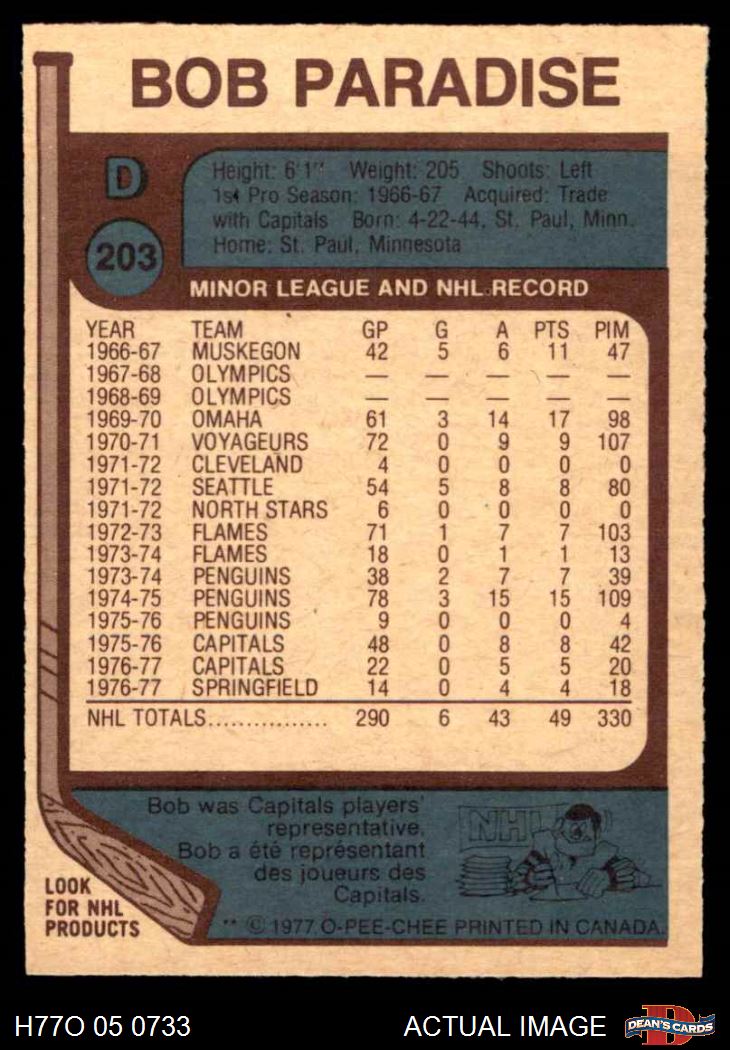 BOB PARADISE
D
203
Height: 6'1" Weight: 205 Shoots: Left
1st Pro Season: 1966-67 Acquired: Trade
with Capitals Born: 4-22-44, St. Paul, Minn.
Home: St. Paul, Minnesota
MINOR LEAGUE AND NHL RECORD
YEAR TEAM GP G A PTS PIM
1966-67 MUSKEGON 42 5 6 11 47
1967-68 OLYMPICS — — — — —
1968-69 OLYMPICS — — — — —
1969-70 OMAHA 61 3 14 17 98
1970-71 VOYAGEURS 72 0 9 9 107
1971-72 CLEVELAND 4 0 0 0 0
1971-72 SEATTLE 54 5 8 8 80
1971-72 NORTH STARS 6 0 0 0 0
1972-73 FLAMES 71 1 7 7 103
1973-74 FLAMES 18 0 1 1 13
1973-74 PENGUINS 38 2 7 7 39
1974-75 PENGUINS 78 3 15 15 109
1975-76 PENGUINS 9 0 0 0 4
1975-76 CAPITALS 48 0 8 8 42
1976-77 CAPITALS 22 0 5 5 20
1976-77 SPRINGFIELD 14 0 4 4 18
NHL TOTALS................ 290 6 43 49 330
Bob was Capitals players'
representative.
Bob a été représentant
des joueurs des
Capitals.
NHL
LOOK
FOR NHL
PRODUCTS
** © 1977 O-PEE-CHEE PRINTED IN CANADA.
H77O 05 0733
ACTUAL IMAGE
D
DEAN'S CARDS